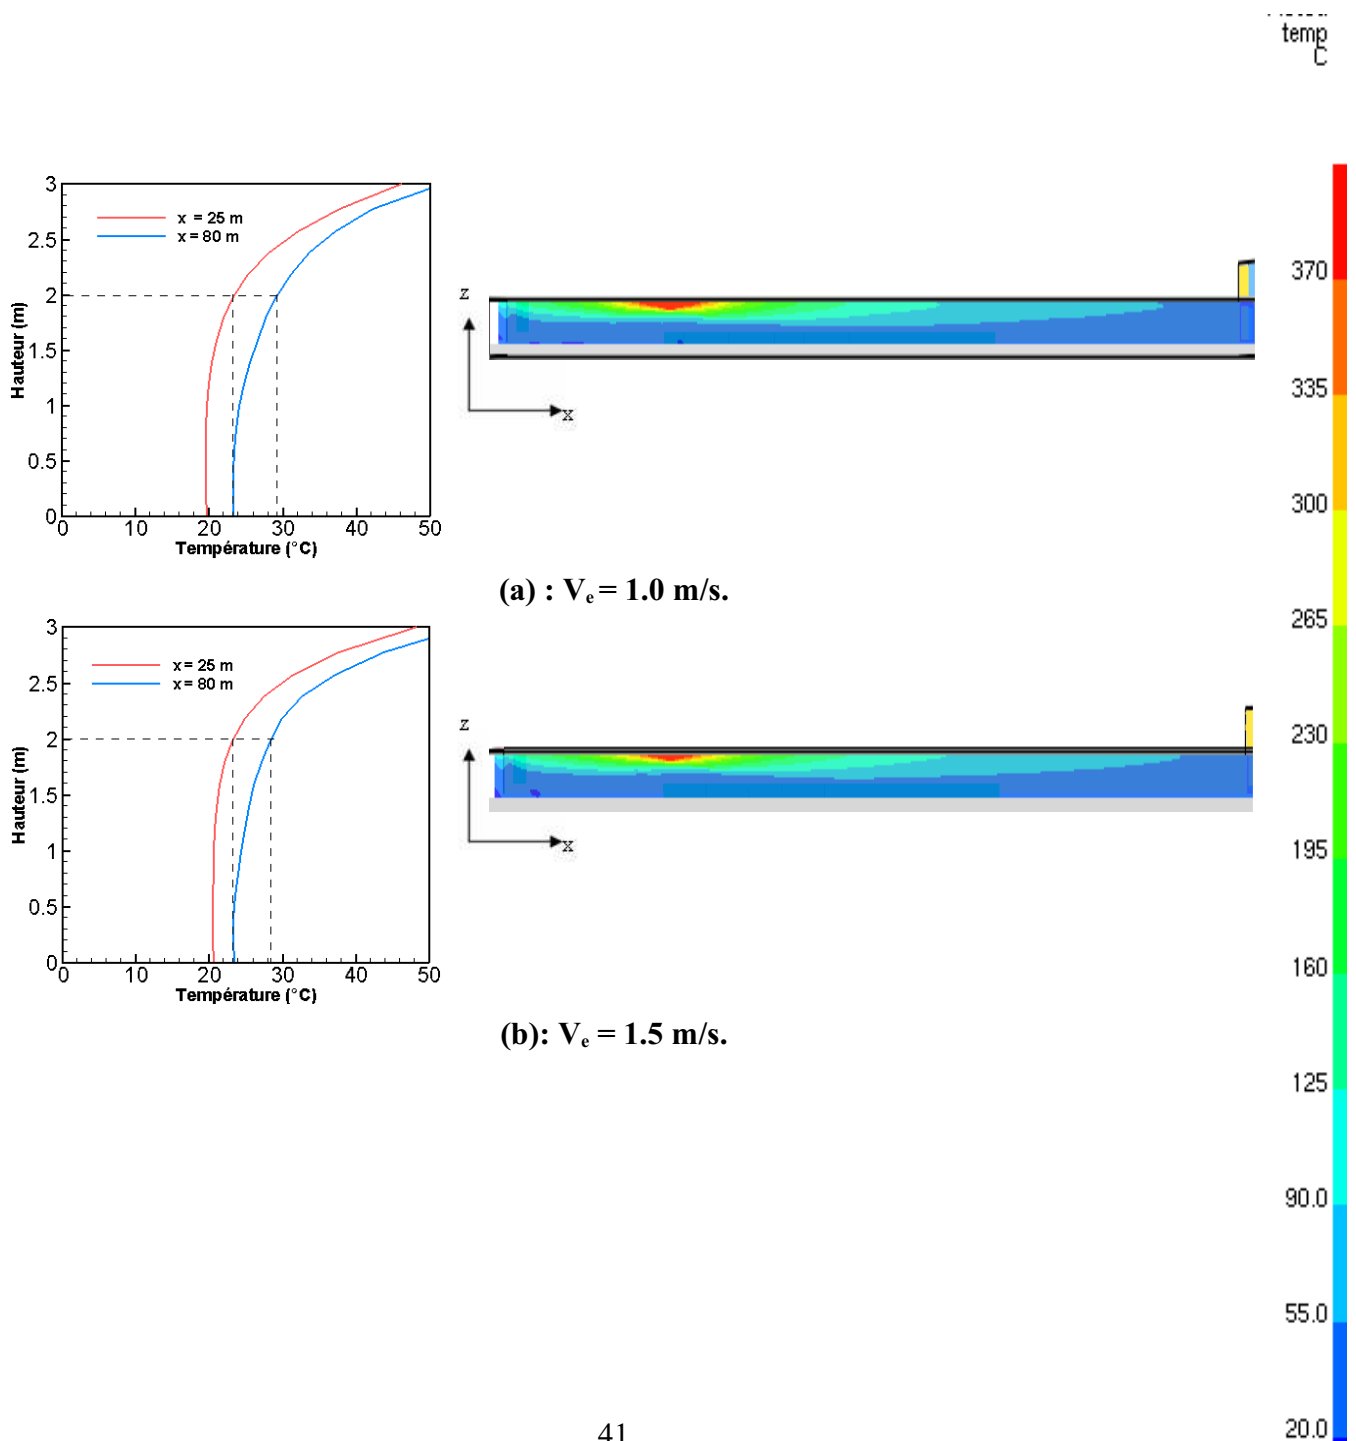 temp
C
3
2.5
2
1.5
1
0.5
0
Hauteur (m)
x = 25 m
x = 80 m
0 10 20 30 40 50
Température (°C)
z
x
(a) : Ve = 1.0 m/s.
3
2.5
2
1.5
1
0.5
0
Hauteur (m)
x = 25 m
x = 80 m
0 10 20 30 40 50
Température (°C)
z
x
(b): Ve = 1.5 m/s.
370
335
300
265
230
195
160
125
90.0
55.0
20.0
41